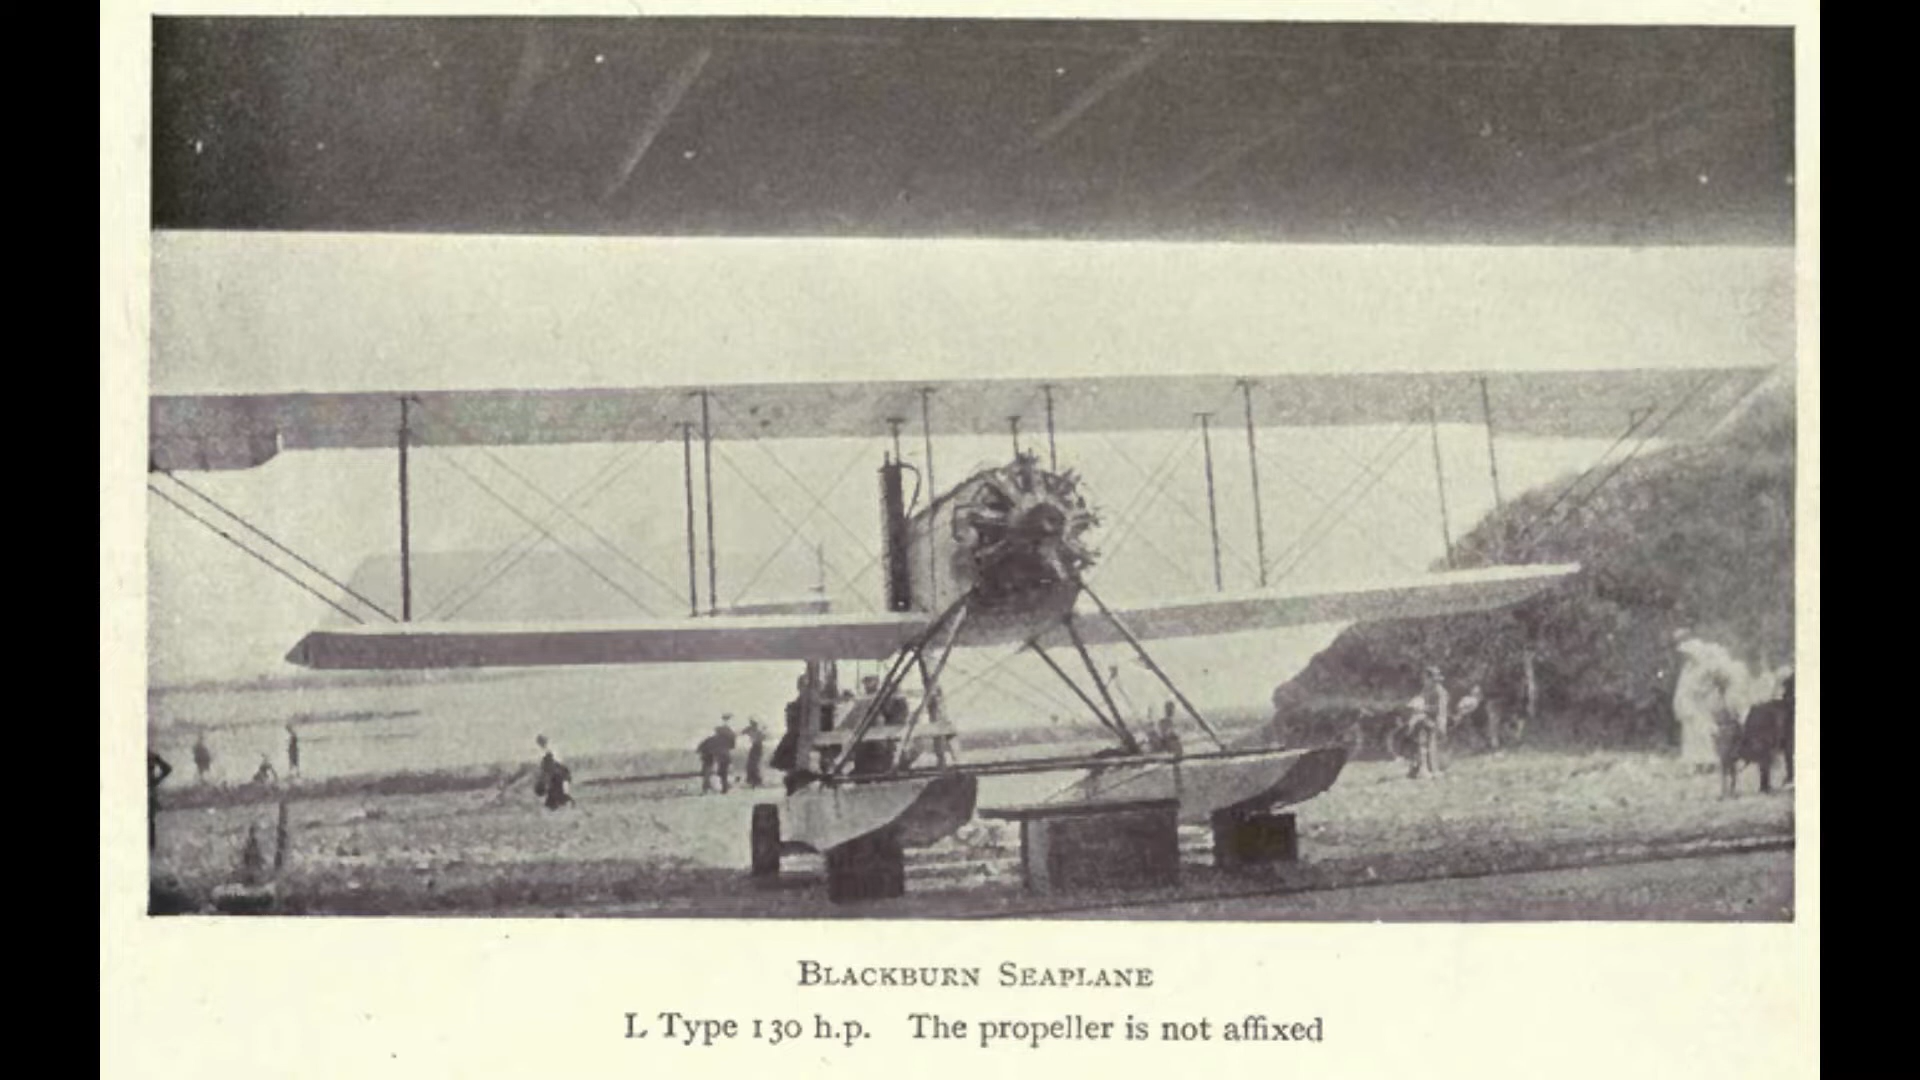 Blackburn Seaplane
L Type 130 h.p. The propeller is not affixed